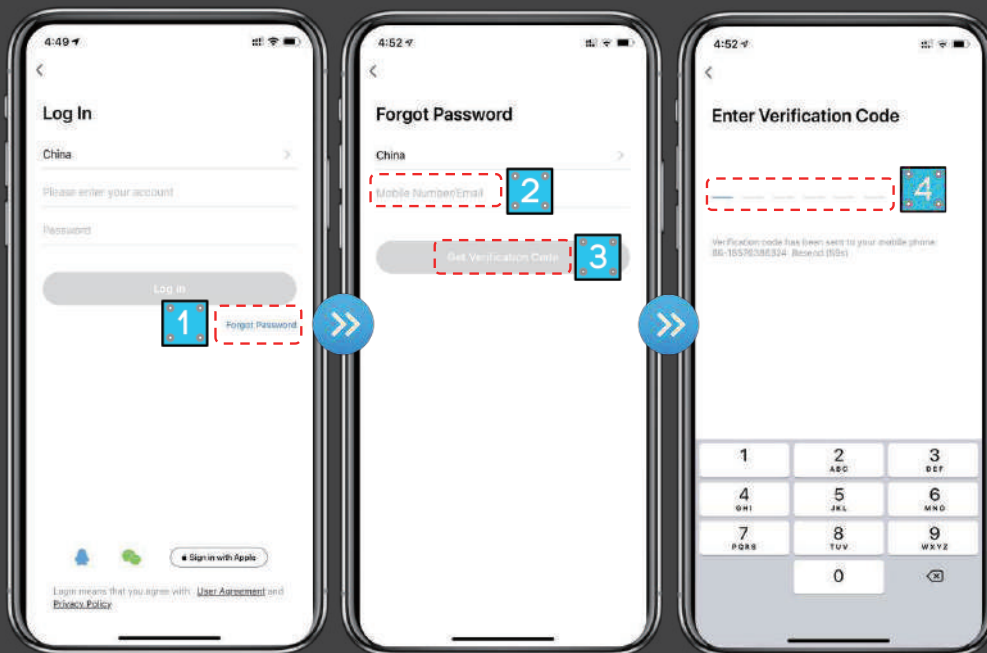 4:49
Log In
China
Please enter your account
Password
Log in
1
Forgot Password
QQ
Sign in with Apple
Login means that you agree with User Agreement and
Privacy Policy
4:52
Forgot Password
China
Mobile Number/Email
2
Get Verification Code
3
4:52
Enter Verification Code
4
Verification code has been sent to your mobile phone
Resend (59s)
1
2
ABC
3
DEF
4
GHI
5
JKL
6
MNO
7
PQRS
8
TUV
9
WXYZ
0